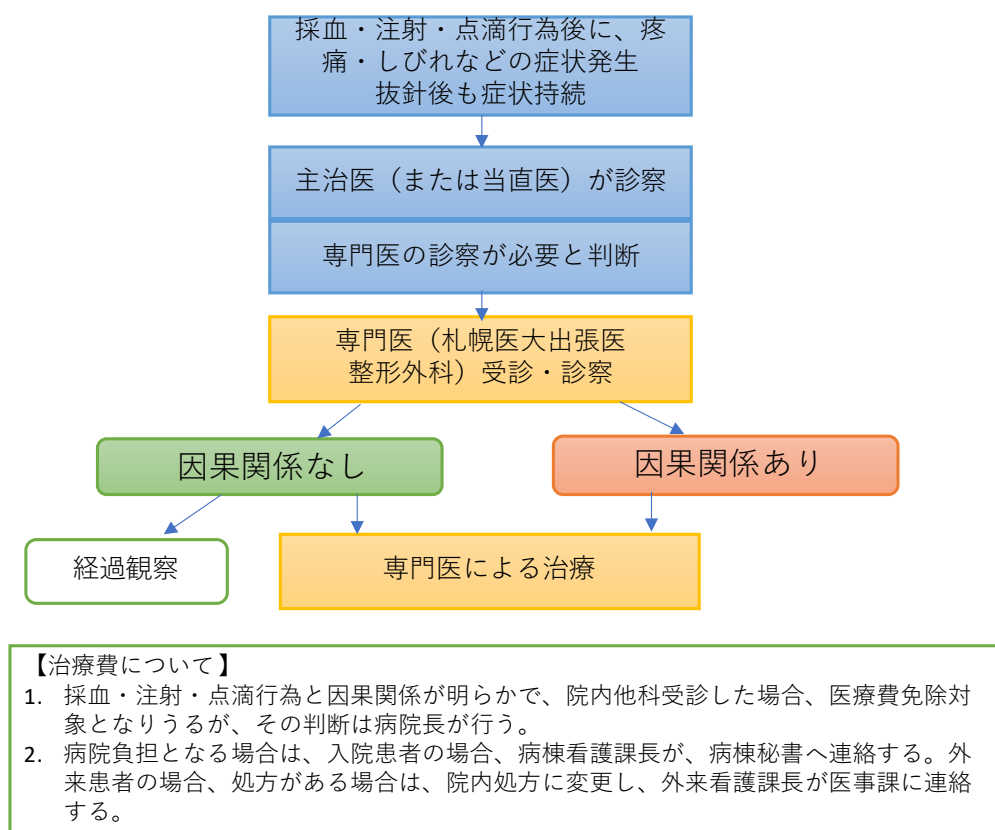 採血・注射・点滴行為後に、疼
痛・しびれなどの症状発生
抜針後も症状持続
主治医（または当直医）が診察
専門医の診察が必要と判断
専門医（札幌医大出張医
整形外科）受診・診察
因果関係なし
因果関係あり
経過観察
専門医による治療
【治療費について】
1. 採血・注射・点滴行為と因果関係が明らかで、院内他科受診した場合、医療費免除対
象となりうるが、その判断は病院長が行う。
2. 病院負担となる場合は、入院患者の場合、病棟看護課長が、病棟秘書へ連絡する。外
来患者の場合、処方がある場合は、院内処方に変更し、外来看護課長が医事課に連絡
する。